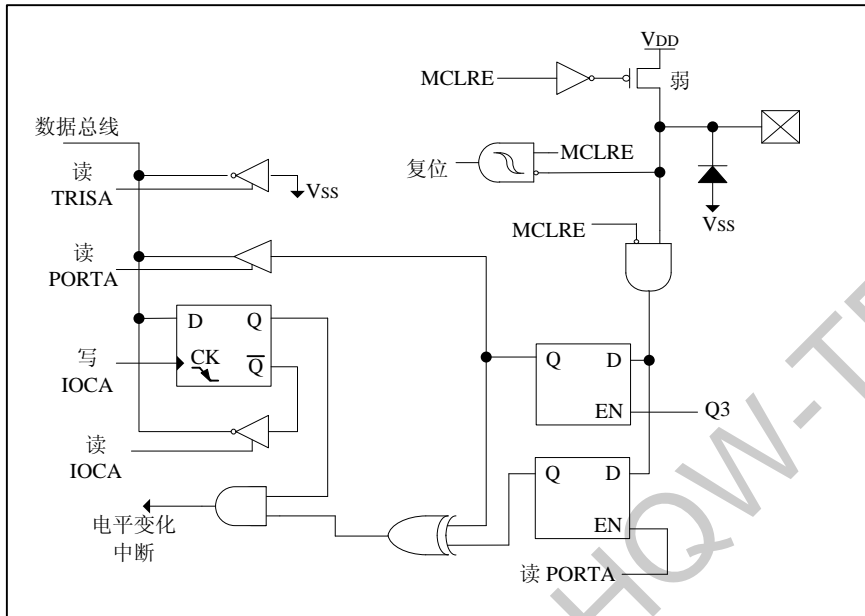 VDD
MCLRE
弱
数据总线
复位
MCLRE
读
TRISA
VSS
VSS
MCLRE
读
PORTA
D
Q
写
IOCA
CK
Q
Q
D
EN
Q3
读
IOCA
Q
D
EN
电平变化
中断
读 PORTA
HQW-T